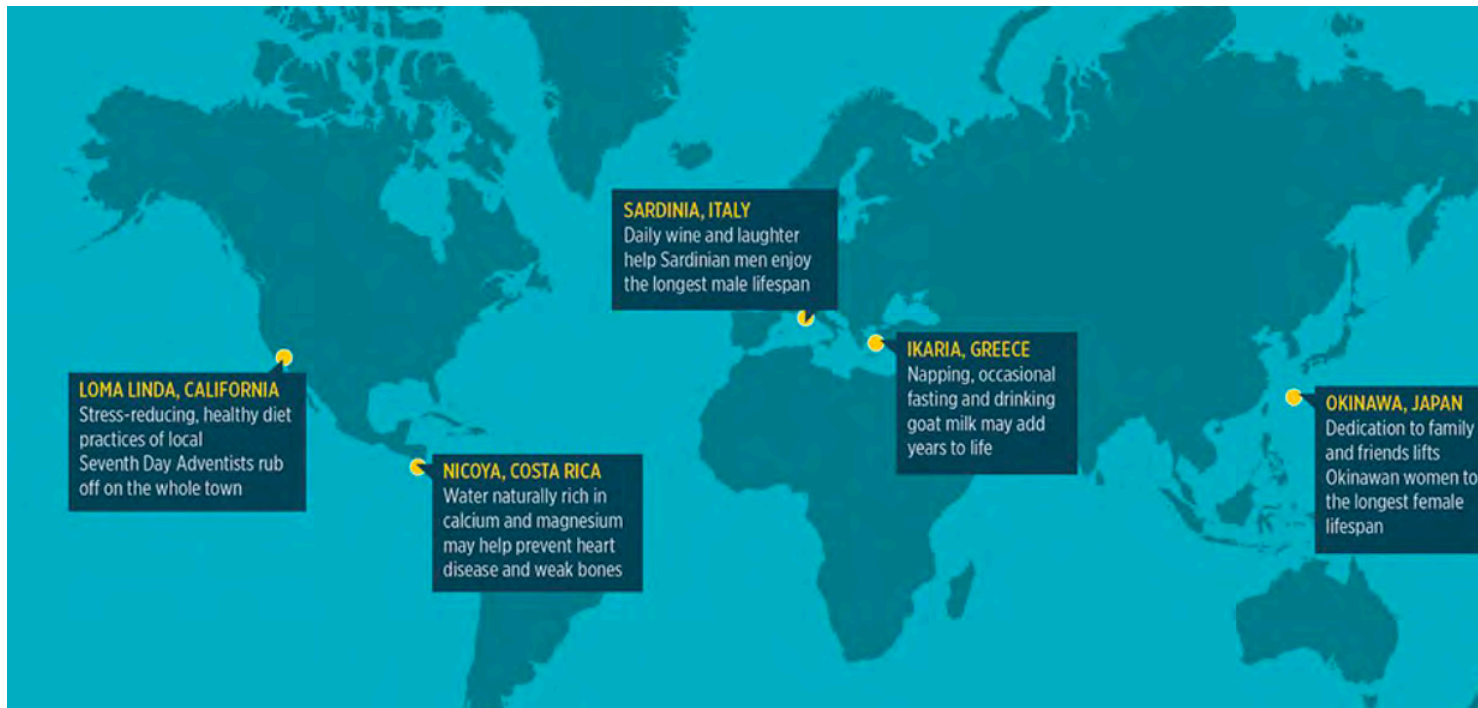 SARDINIA, ITALY
Daily wine and laughter
help Sardinian men enjoy
the longest male lifespan
IKARIA, GREECE
Napping, occasional
fasting and drinking
goat milk may add
years to life
LOMA LINDA, CALIFORNIA
Stress-reducing, healthy diet
practices of local
Seventh Day Adventists rub
off on the whole town
NICOYA, COSTA RICA
Water naturally rich in
calcium and magnesium
may help prevent heart
disease and weak bones
OKINAWA, JAPAN
Dedication to family
and friends lifts
Okinawan women to
the longest female
lifespan